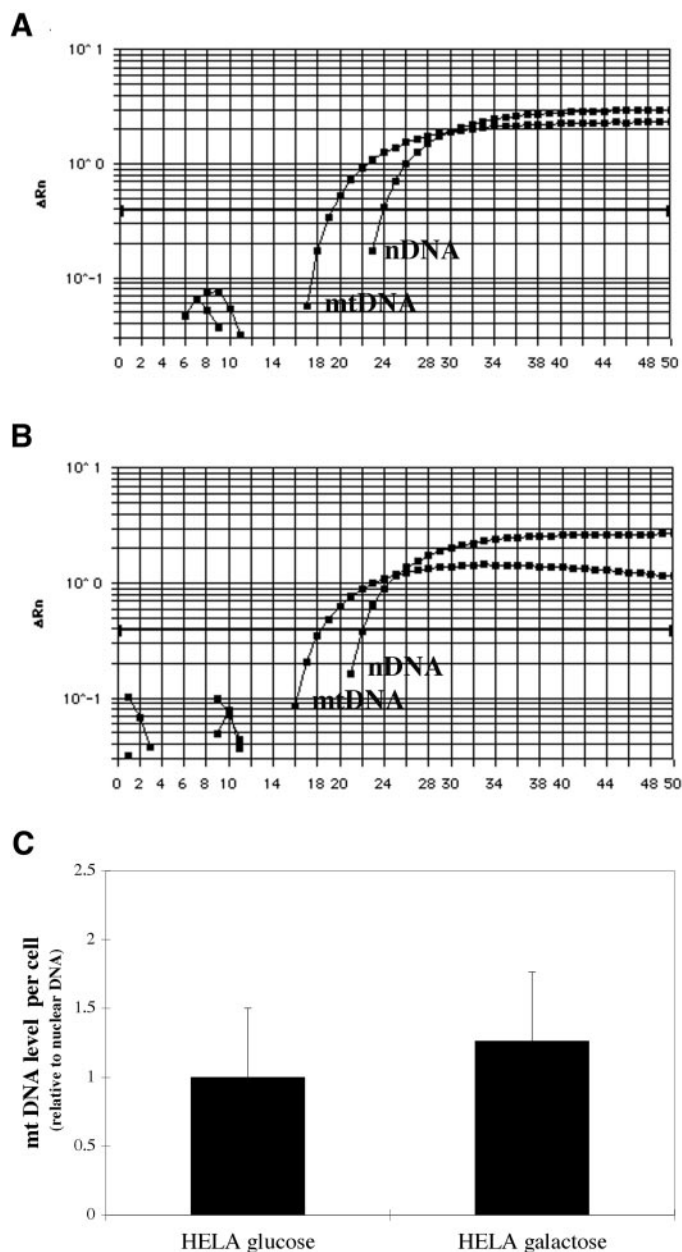 A
10^1
10^0
ΔRn
nDNA
10^-1
mtDNA
0 2 4 6 8 10 14 18 20 24 28 30 34 38 40 44 48 50
B
10^1
10^0
ΔRn
nDNA
10^-1
mtDNA
0 2 4 6 8 10 14 18 20 24 28 30 34 38 40 44 48 50
C
mt DNA level per cell
(relative to nuclear DNA)
2.5
2
1.5
1
0.5
0
HELA glucose HELA galactose